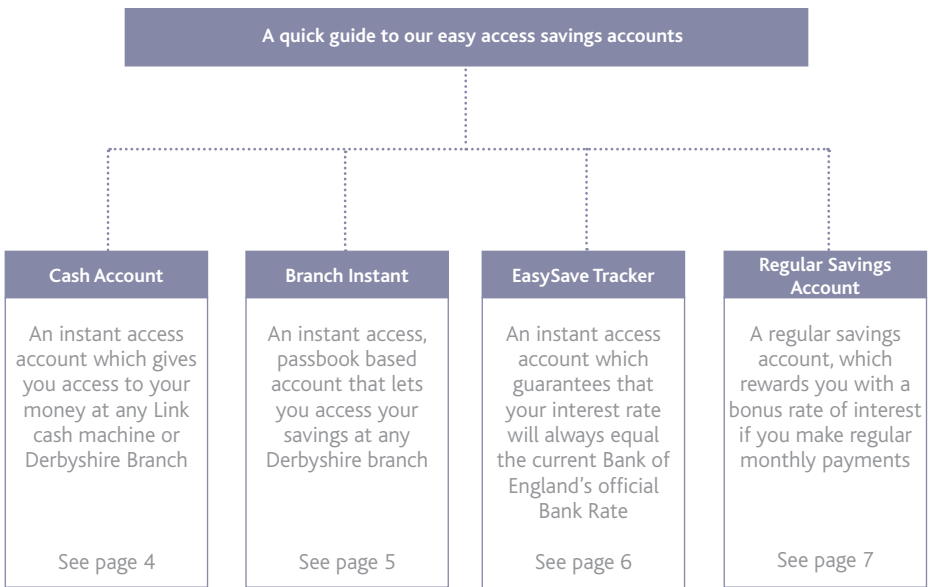 A quick guide to our easy access savings accounts
Cash Account
An instant access
account which gives
you access to your
money at any Link
cash machine or
Derbyshire Branch
See page 4
Branch Instant
An instant access,
passbook based
account that lets
you access your
savings at any
Derbyshire branch
See page 5
EasySave Tracker
An instant access
account which
guarantees that
your interest rate
will always equal
the current Bank of
England’s official
Bank Rate
See page 6
Regular Savings
Account
A regular savings
account, which
rewards you with a
bonus rate of interest
if you make regular
monthly payments
See page 7